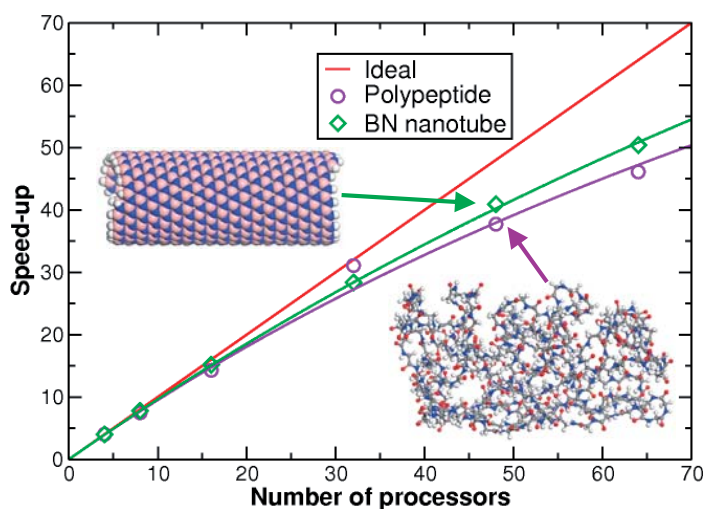 70
60
50
40
30
20
10
0
Speed-up
Ideal
Polypeptide
BN nanotube
0 10 20 30 40 50 60 70
Number of processors